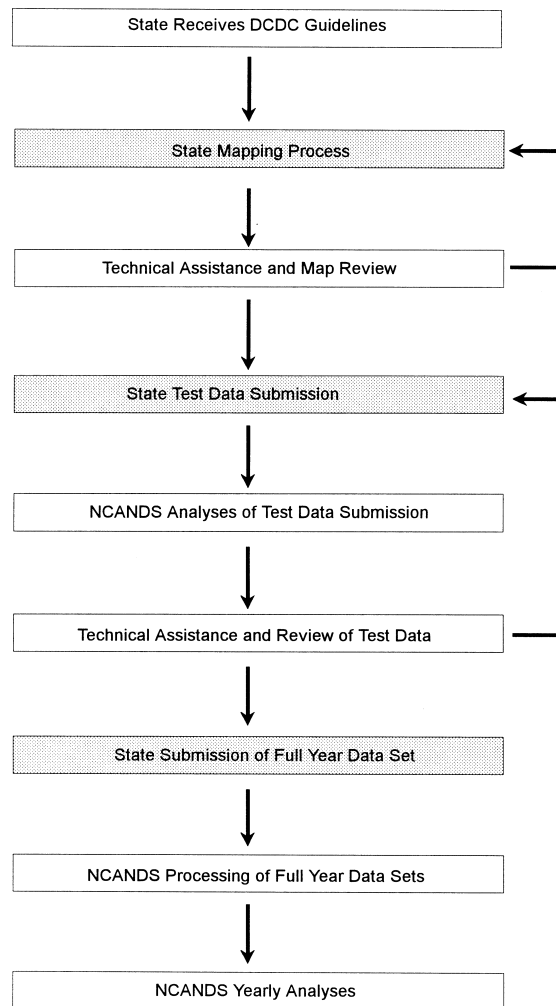 State Receives DCDC Guidelines
State Mapping Process
Technical Assistance and Map Review
State Test Data Submission
NCANDS Analyses of Test Data Submission
Technical Assistance and Review of Test Data
State Submission of Full Year Data Set
NCANDS Processing of Full Year Data Sets
NCANDS Yearly Analyses